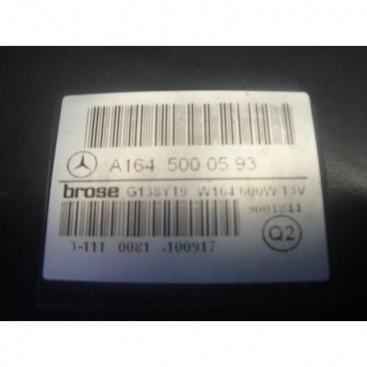 A164 500 05 93
brose G138Y19 W164 600W 13V
9001844
3-111 0081 .100917
Q2